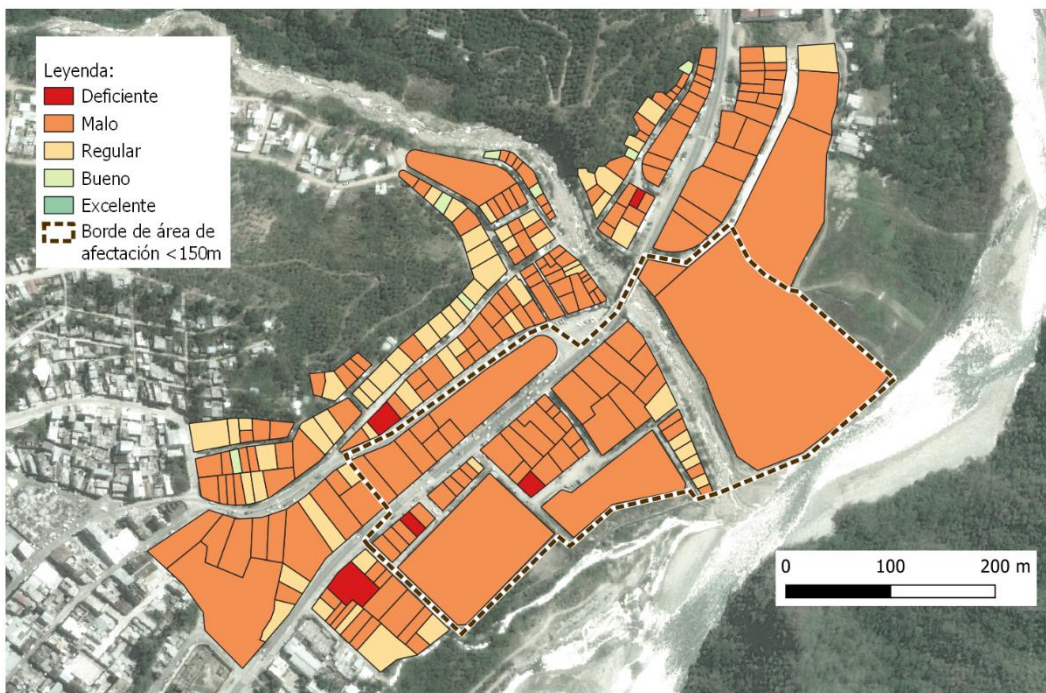 Leyenda:
Deficiente
Malo
Regular
Bueno
Excelente
Borde de área de
afectación <150m
0 100 200 m